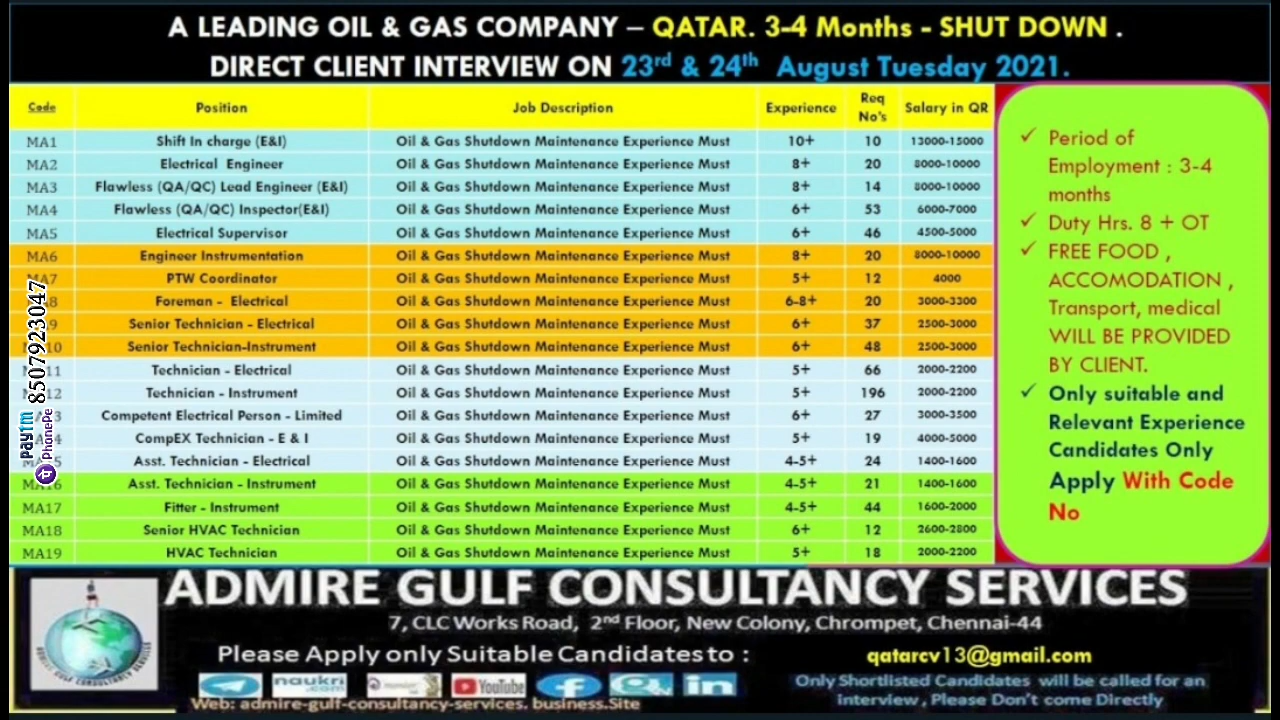 A LEADING OIL & GAS COMPANY – QATAR. 3-4 Months - SHUT DOWN .
DIRECT CLIENT INTERVIEW ON 23rd & 24th August Tuesday 2021.
Code Position Job Description Experience Req No's Salary in QR
MA1 Shift In charge (E&I) Oil & Gas Shutdown Maintenance Experience Must 10+ 10 13000-15000
MA2 Electrical Engineer Oil & Gas Shutdown Maintenance Experience Must 8+ 20 8000-10000
MA3 Flawless (QA/QC) Lead Engineer (E&I) Oil & Gas Shutdown Maintenance Experience Must 8+ 14 8000-10000
MA4 Flawless (QA/QC) Inspector(E&I) Oil & Gas Shutdown Maintenance Experience Must 6+ 53 6000-7000
MA5 Electrical Supervisor Oil & Gas Shutdown Maintenance Experience Must 6+ 46 4500-5000
MA6 Engineer Instrumentation Oil & Gas Shutdown Maintenance Experience Must 8+ 20 8000-10000
MA7 PTW Coordinator Oil & Gas Shutdown Maintenance Experience Must 5+ 12 4000
Foreman - Electrical Oil & Gas Shutdown Maintenance Experience Must 6-8+ 20 3000-3300
Senior Technician - Electrical Oil & Gas Shutdown Maintenance Experience Must 6+ 37 2500-3000
Senior Technician-Instrument Oil & Gas Shutdown Maintenance Experience Must 6+ 48 2500-3000
Technician - Electrical Oil & Gas Shutdown Maintenance Experience Must 5+ 66 2000-2200
Technician - Instrument Oil & Gas Shutdown Maintenance Experience Must 5+ 196 2000-2200
Competent Electrical Person - Limited Oil & Gas Shutdown Maintenance Experience Must 6+ 27 3000-3500
CompEX Technician - E & I Oil & Gas Shutdown Maintenance Experience Must 5+ 19 4000-5000
Asst. Technician - Electrical Oil & Gas Shutdown Maintenance Experience Must 4-5+ 24 1400-1600
MA16 Asst. Technician - Instrument Oil & Gas Shutdown Maintenance Experience Must 4-5+ 21 1400-1600
MA17 Fitter - Instrument Oil & Gas Shutdown Maintenance Experience Must 4-5+ 44 1600-2000
MA18 Senior HVAC Technician Oil & Gas Shutdown Maintenance Experience Must 6+ 12 2600-2800
MA19 HVAC Technician Oil & Gas Shutdown Maintenance Experience Must 5+ 18 2000-2200
Paytm 8507923047
PhonePe
✓ Period of
Employment : 3-4
months
✓ Duty Hrs. 8 + OT
✓ FREE FOOD ,
ACCOMODATION ,
Transport, medical
WILL BE PROVIDED
BY CLIENT.
✓ Only suitable and
Relevant Experience
Candidates Only
Apply With Code
No
ADMIRE GULF CONSULTANCY SERVICES
7, CLC Works Road, 2nd Floor, New Colony, Chrompet, Chennai-44
Please Apply only Suitable Candidates to : qatarcv13@gmail.com
ADMIRE GULF CONSULTANCY SERVICES
naukri.com
YouTube
in
Only Shortlisted Candidates will be called for an
interview , Please Don't come Directly
Web: admire-gulf-consultancy-services. business.Site